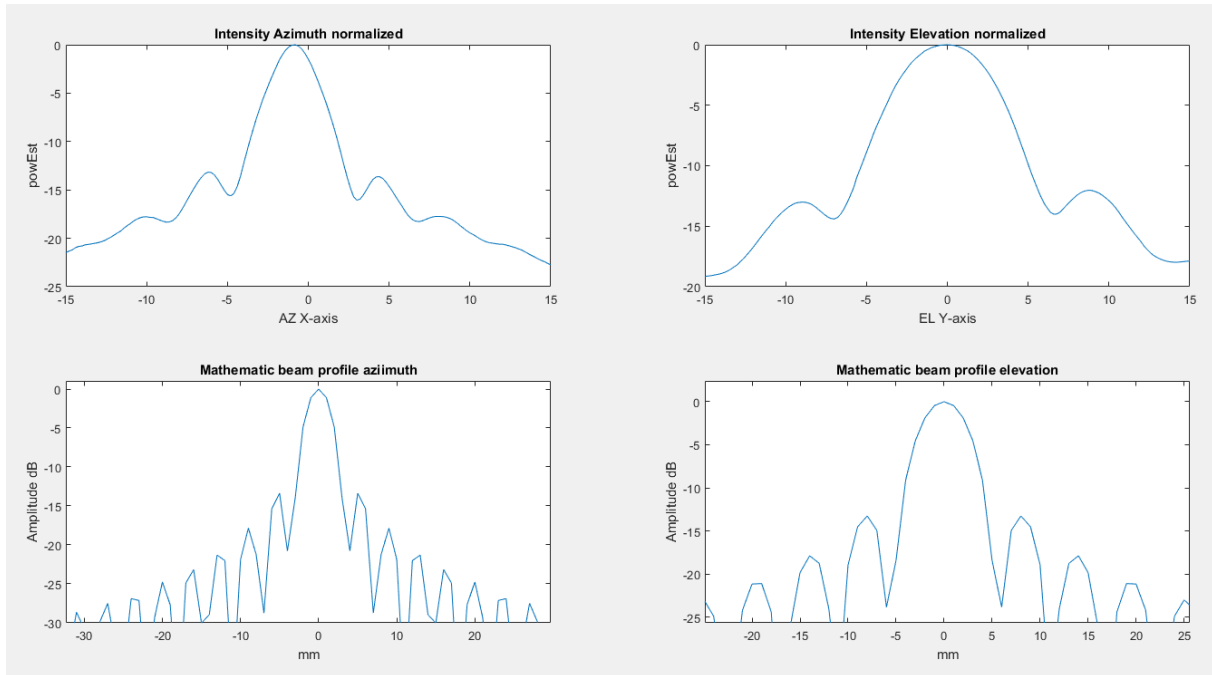 Intensity Azimuth normalized
0
-5
-10
-15
-20
-25
powEst
-15 -10 -5 0 5 10 15
AZ X-axis
Intensity Elevation normalized
0
-5
-10
-15
-20
powEst
-15 -10 -5 0 5 10 15
EL Y-axis
Mathematic beam profile aziimuth
0
-5
-10
-15
-20
-25
-30
Amplitude dB
-30 -20 -10 0 10 20
mm
Mathematic beam profile elevation
0
-5
-10
-15
-20
-25
Amplitude dB
-20 -15 -10 -5 0 5 10 15 20 25
mm